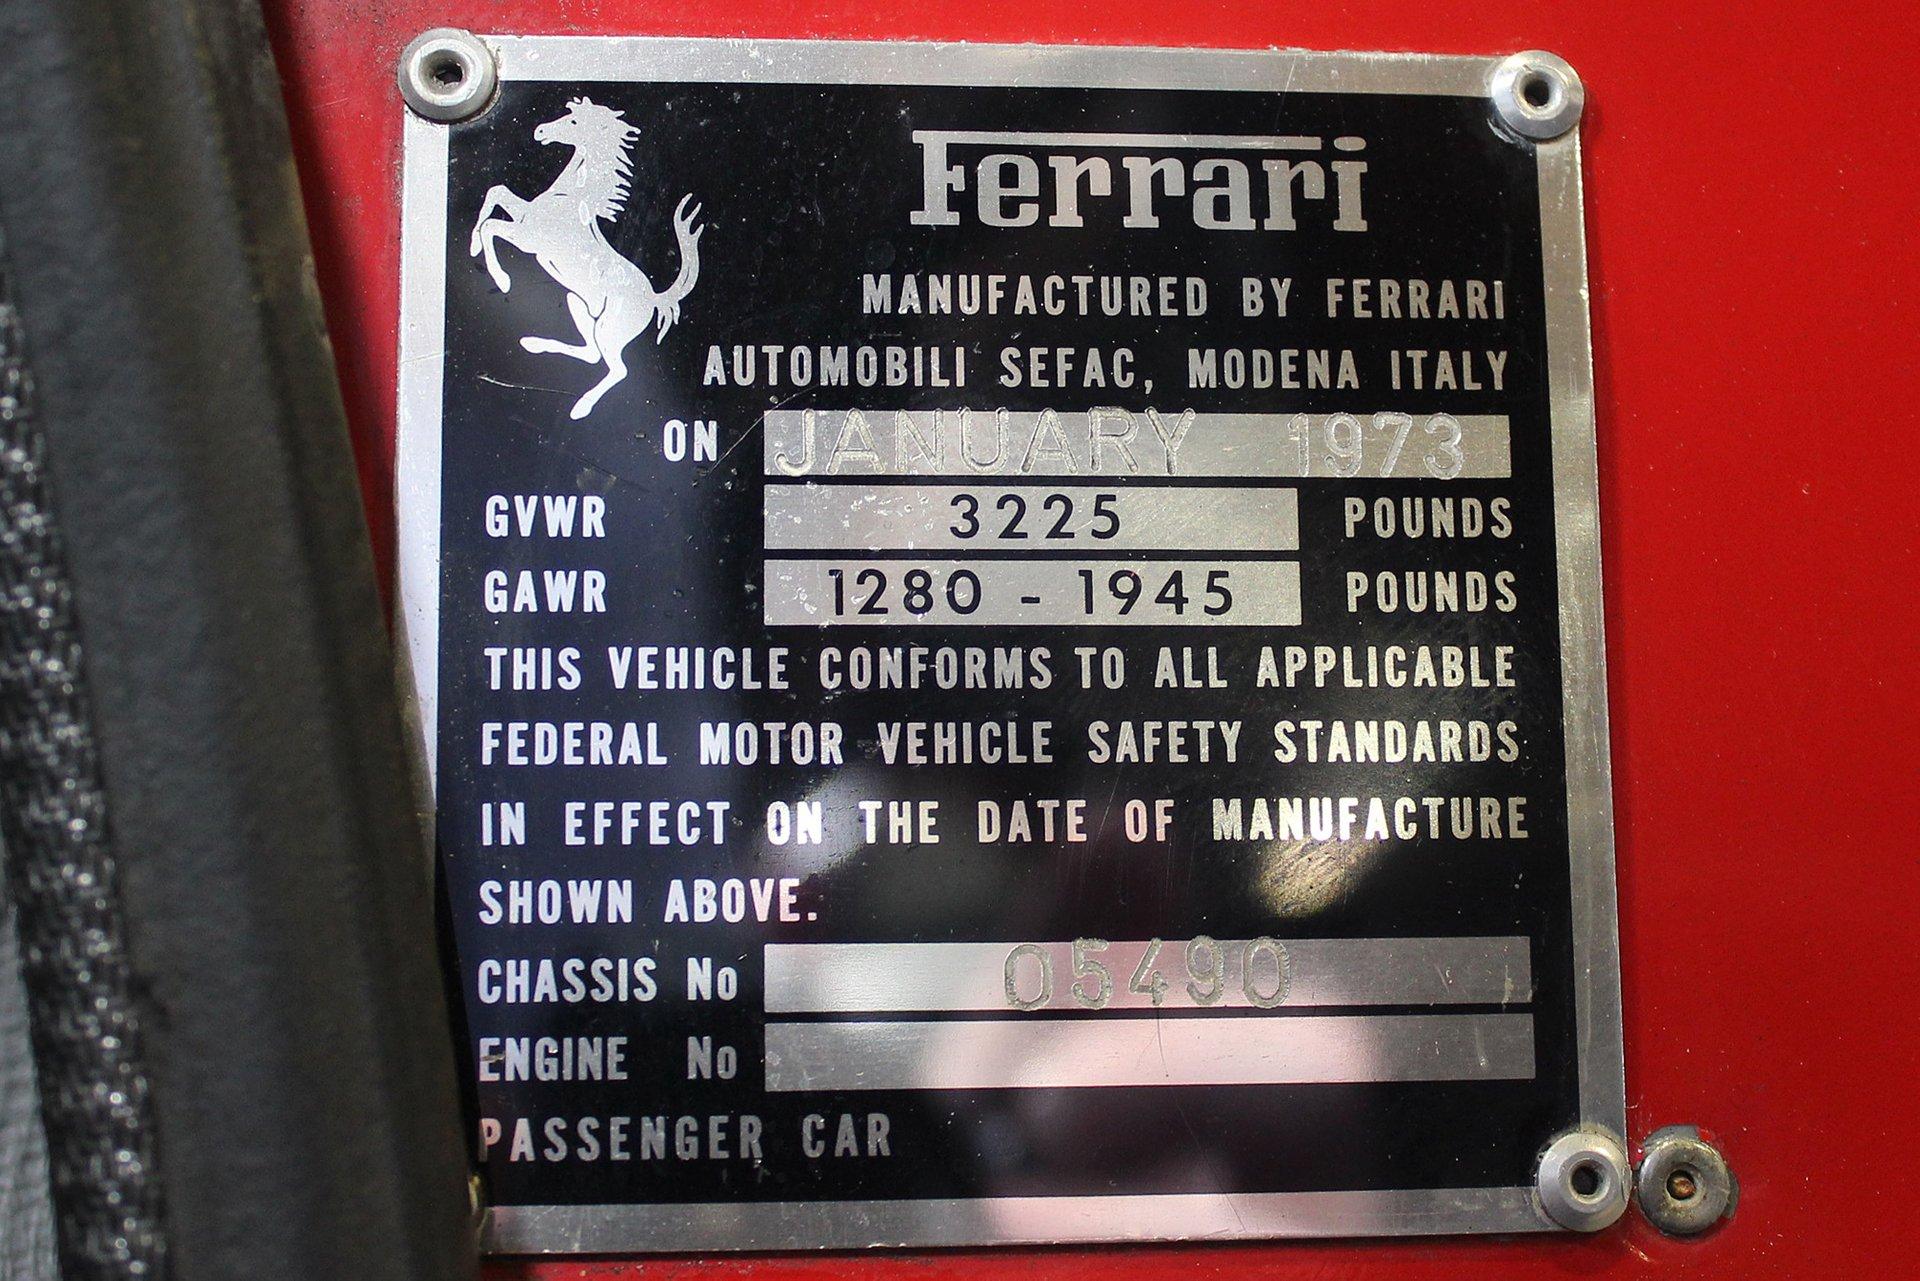 Ferrari
MANUFACTURED BY FERRARI
AUTOMOBILI SEFAC, MODENA ITALY
ON JANUARY 1973
GVWR 3225 POUNDS
GAWR 1280 - 1945 POUNDS
THIS VEHICLE CONFORMS TO ALL APPLICABLE
FEDERAL MOTOR VEHICLE SAFETY STANDARDS
IN EFFECT ON THE DATE OF MANUFACTURE
SHOWN ABOVE.
CHASSIS No 05490
ENGINE No
PASSENGER CAR